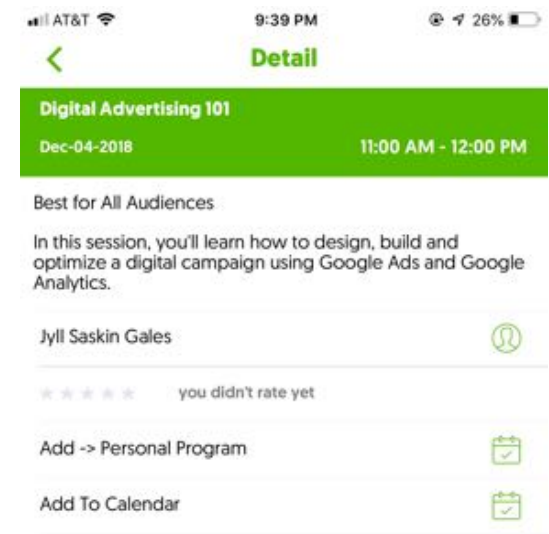 AT&T 9:39 PM 26%
Detail
Digital Advertising 101
Dec-04-2018 11:00 AM - 12:00 PM
Best for All Audiences
In this session, you'll learn how to design, build and
optimize a digital campaign using Google Ads and Google
Analytics.
Jyll Saskin Gales
you didn't rate yet
Add -> Personal Program
Add To Calendar